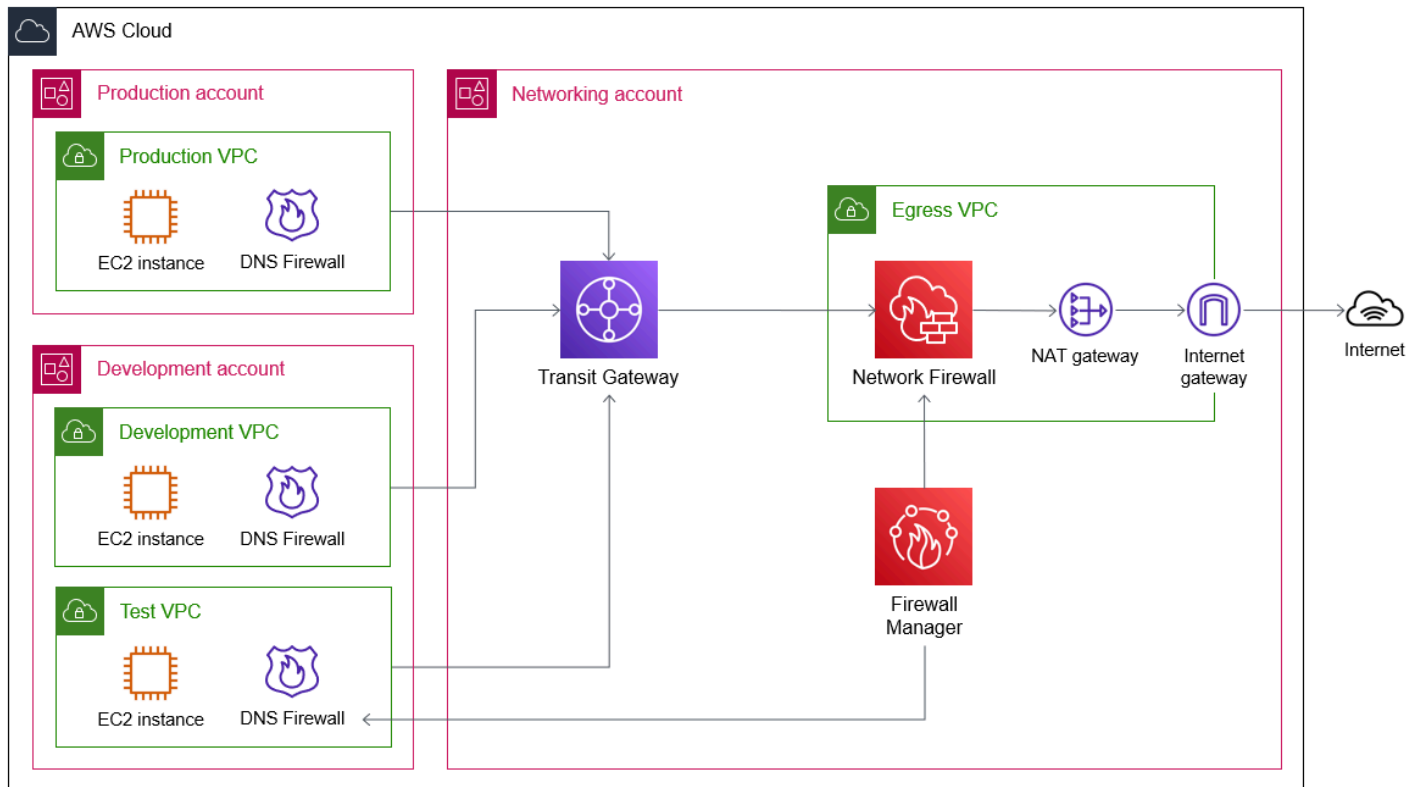 AWS Cloud
Production account
Production VPC
EC2 instance
DNS Firewall
Development account
Development VPC
EC2 instance
DNS Firewall
Test VPC
EC2 instance
DNS Firewall
Networking account
Transit Gateway
Egress VPC
Network Firewall
NAT gateway
Internet
gateway
Firewall
Manager
Internet